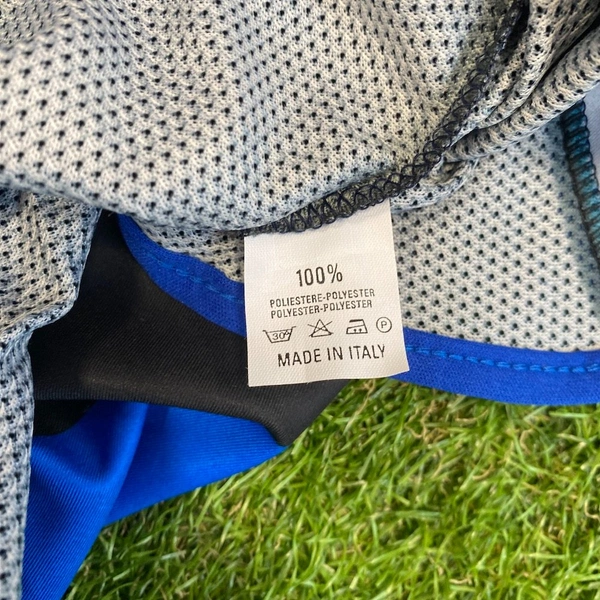 100%
POLIESTERE-POLYESTER
POLYESTER-POLYESTER
30° P
MADE IN ITALY